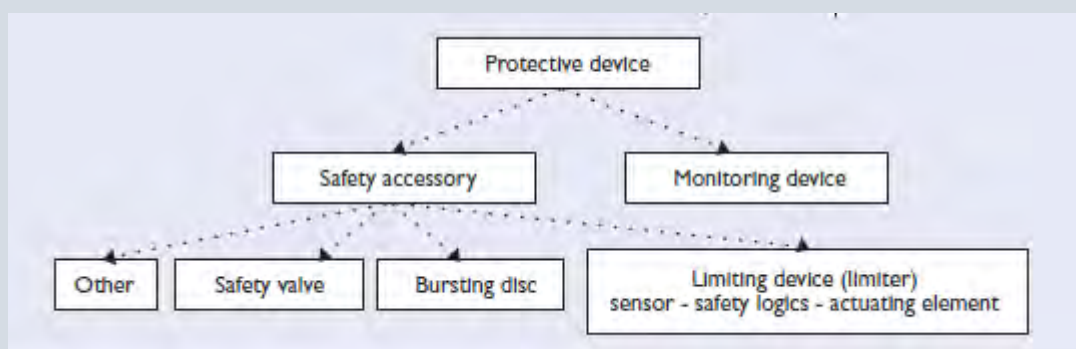 Protective device
Safety accessory
Monitoring device
Other
Safety valve
Bursting disc
Limiting device (limiter)
sensor - safety logics - actuating element